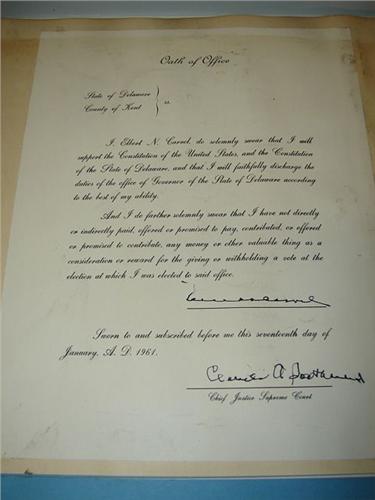 Oath of Office
State of Delaware
County of Kent
ss.
I, Elbert N. Carvel, do solemnly swear that I will
support the Constitution of the United States, and the Constitution
of the State of Delaware, and that I will faithfully discharge the
duties of the office of Governor of the State of Delaware according
to the best of my ability.
And I do further solemnly swear that I have not directly
or indirectly paid, offered or promised to pay, contributed, or offered
or promised to contribute, any money or other valuable thing as a
consideration or reward for the giving or withholding a vote at the
election at which I was elected to said office.
Sworn to and subscribed before me this seventeenth day of
January, A. D. 1961.
Chief Justice Supreme Court